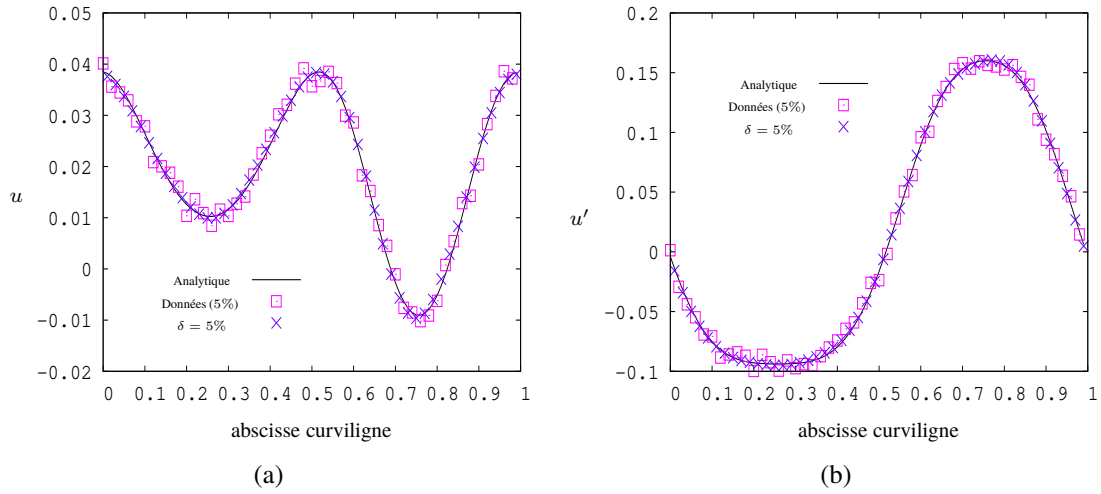 0.05
0.04
0.03
0.02
0.01
0
−0.01
−0.02
u
Analytique
Données (5%)
δ = 5%
0 0.1 0.2 0.3 0.4 0.5 0.6 0.7 0.8 0.9 1
abscisse curviligne
(a)
0.2
0.15
0.1
0.05
0
−0.05
−0.1
u′
Analytique
Données (5%)
δ = 5%
0 0.1 0.2 0.3 0.4 0.5 0.6 0.7 0.8 0.9 1
abscisse curviligne
(b)